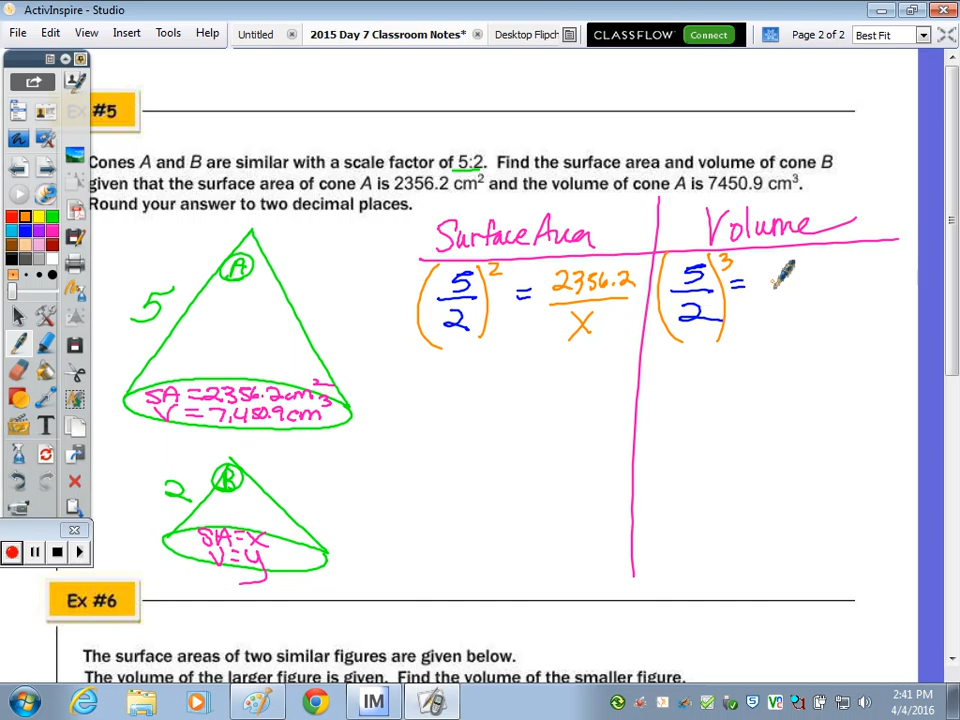 ActivInspire - Studio
File Edit View Insert Tools Help Untitled 2015 Day 7 Classroom Notes* Desktop Flipch CLASSFLOW Connect Page 2 of 2 Best Fit
Ex #5
Cones A and B are similar with a scale factor of 5:2. Find the surface area and volume of cone B
given that the surface area of cone A is 2356.2 cm² and the volume of cone A is 7450.9 cm³.
Round your answer to two decimal places.
Surface Area Volume
(5/2)² = 2356.2/x (5/2)³ =
A
5
SA = 2356.2cm²
V = 7,450.9cm³
B
2
SA=x
V=y
Ex #6
The surface areas of two similar figures are given below.
The volume of the larger figure is given. Find the volume of the smaller figure.
IM
2:41 PM
4/4/2016